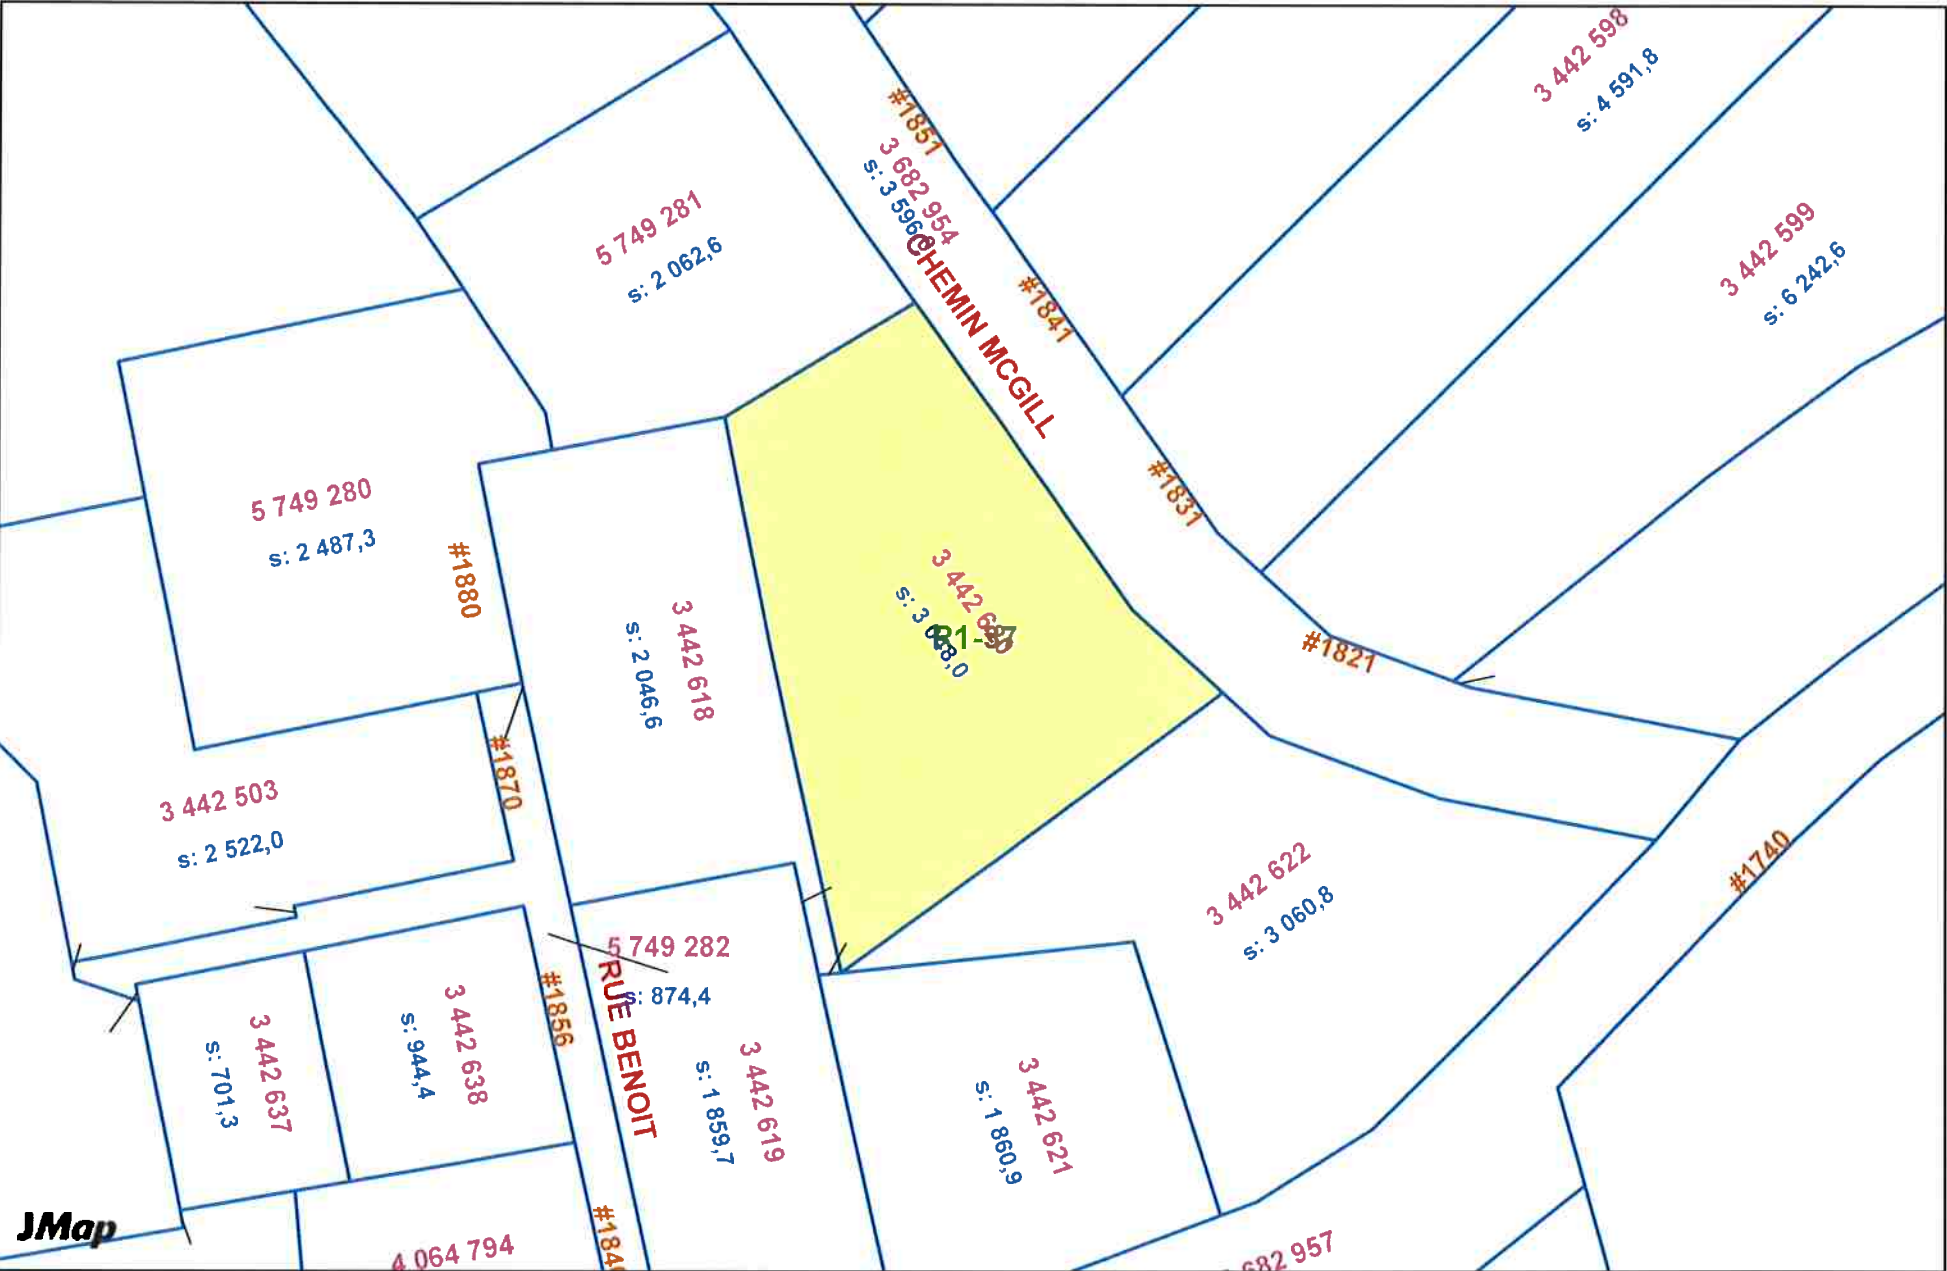 3 442 598
s: 4 591,8
#1851
3 682 954
CHEMIN MCGILL
5 749 281
s: 2 062,6
3 442 599
s: 6 242,6
#1841
#1831
5 749 280
s: 2 487,3
#1880
3 442 618
s: 2 046,6
3 442
#1821
#1870
3 442 503
s: 2 522,0
3 442 622
s: 3 060,8
#1740
5 749 282
s: 874,4
RUE BENOIT
#1856
3 442 637
s: 701,3
3 442 638
s: 944,4
3 442 619
s: 1 859,7
3 442 621
s: 1 860,9
JMap
4 064 794
682 957